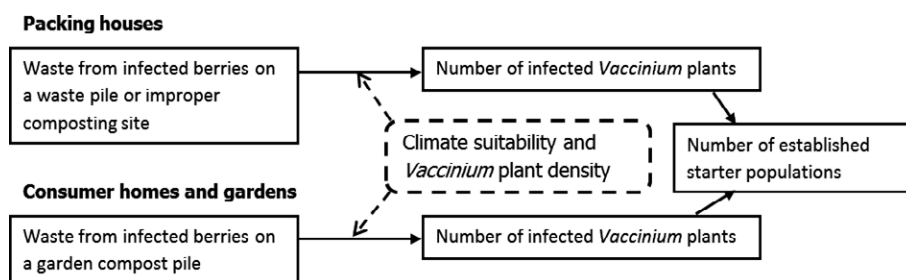 Packing houses
Waste from infected berries on
a waste pile or improper
composting site
Number of infected Vaccinium plants
Climate suitability and
Vaccinium plant density
Number of established
starter populations
Consumer homes and gardens
Waste from infected berries on
a garden compost pile
Number of infected Vaccinium plants